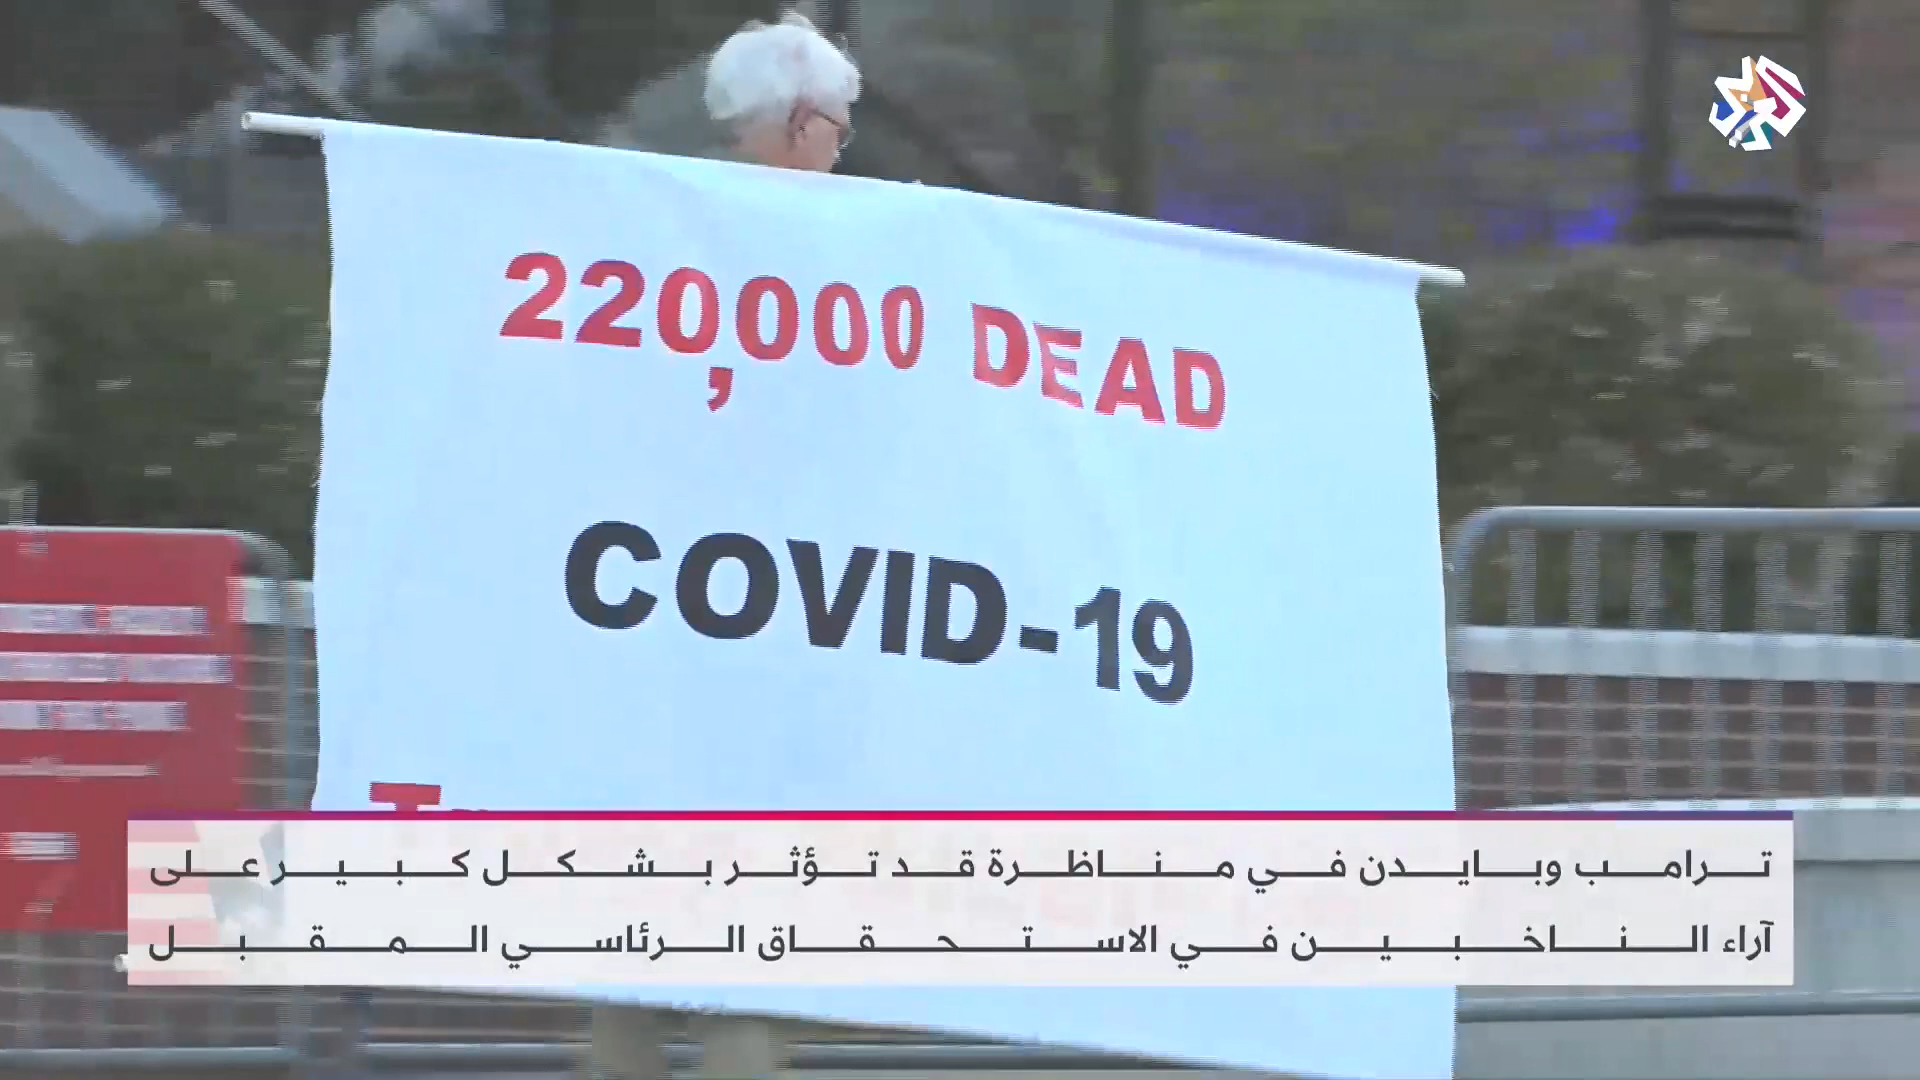 220,000 DEAD
COVID-19
ترامب وبايدن في مناظرة قد تؤثر بشكل كبير على
آراء الناخبين في الاستحقاق الرئاسي المقبل